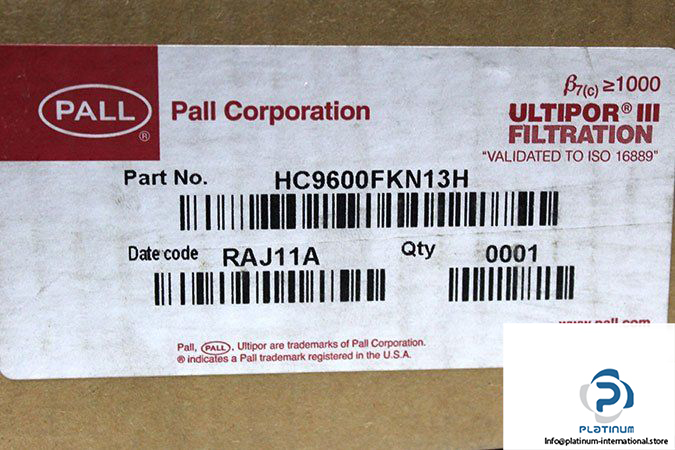 PALL
®
Pall Corporation
β7(c) ≥1000
ULTIPOR® III
FILTRATION
"VALIDATED TO ISO 16889"
Part No. HC9600FKN13H
Date code RAJ11A
Qty 0001
Pall, PALL, Ultipor are trademarks of Pall Corporation.
® indicates a Pall trademark registered in the U.S.A.
www.pall.com
PLATINUM
Info@platinum-international.store